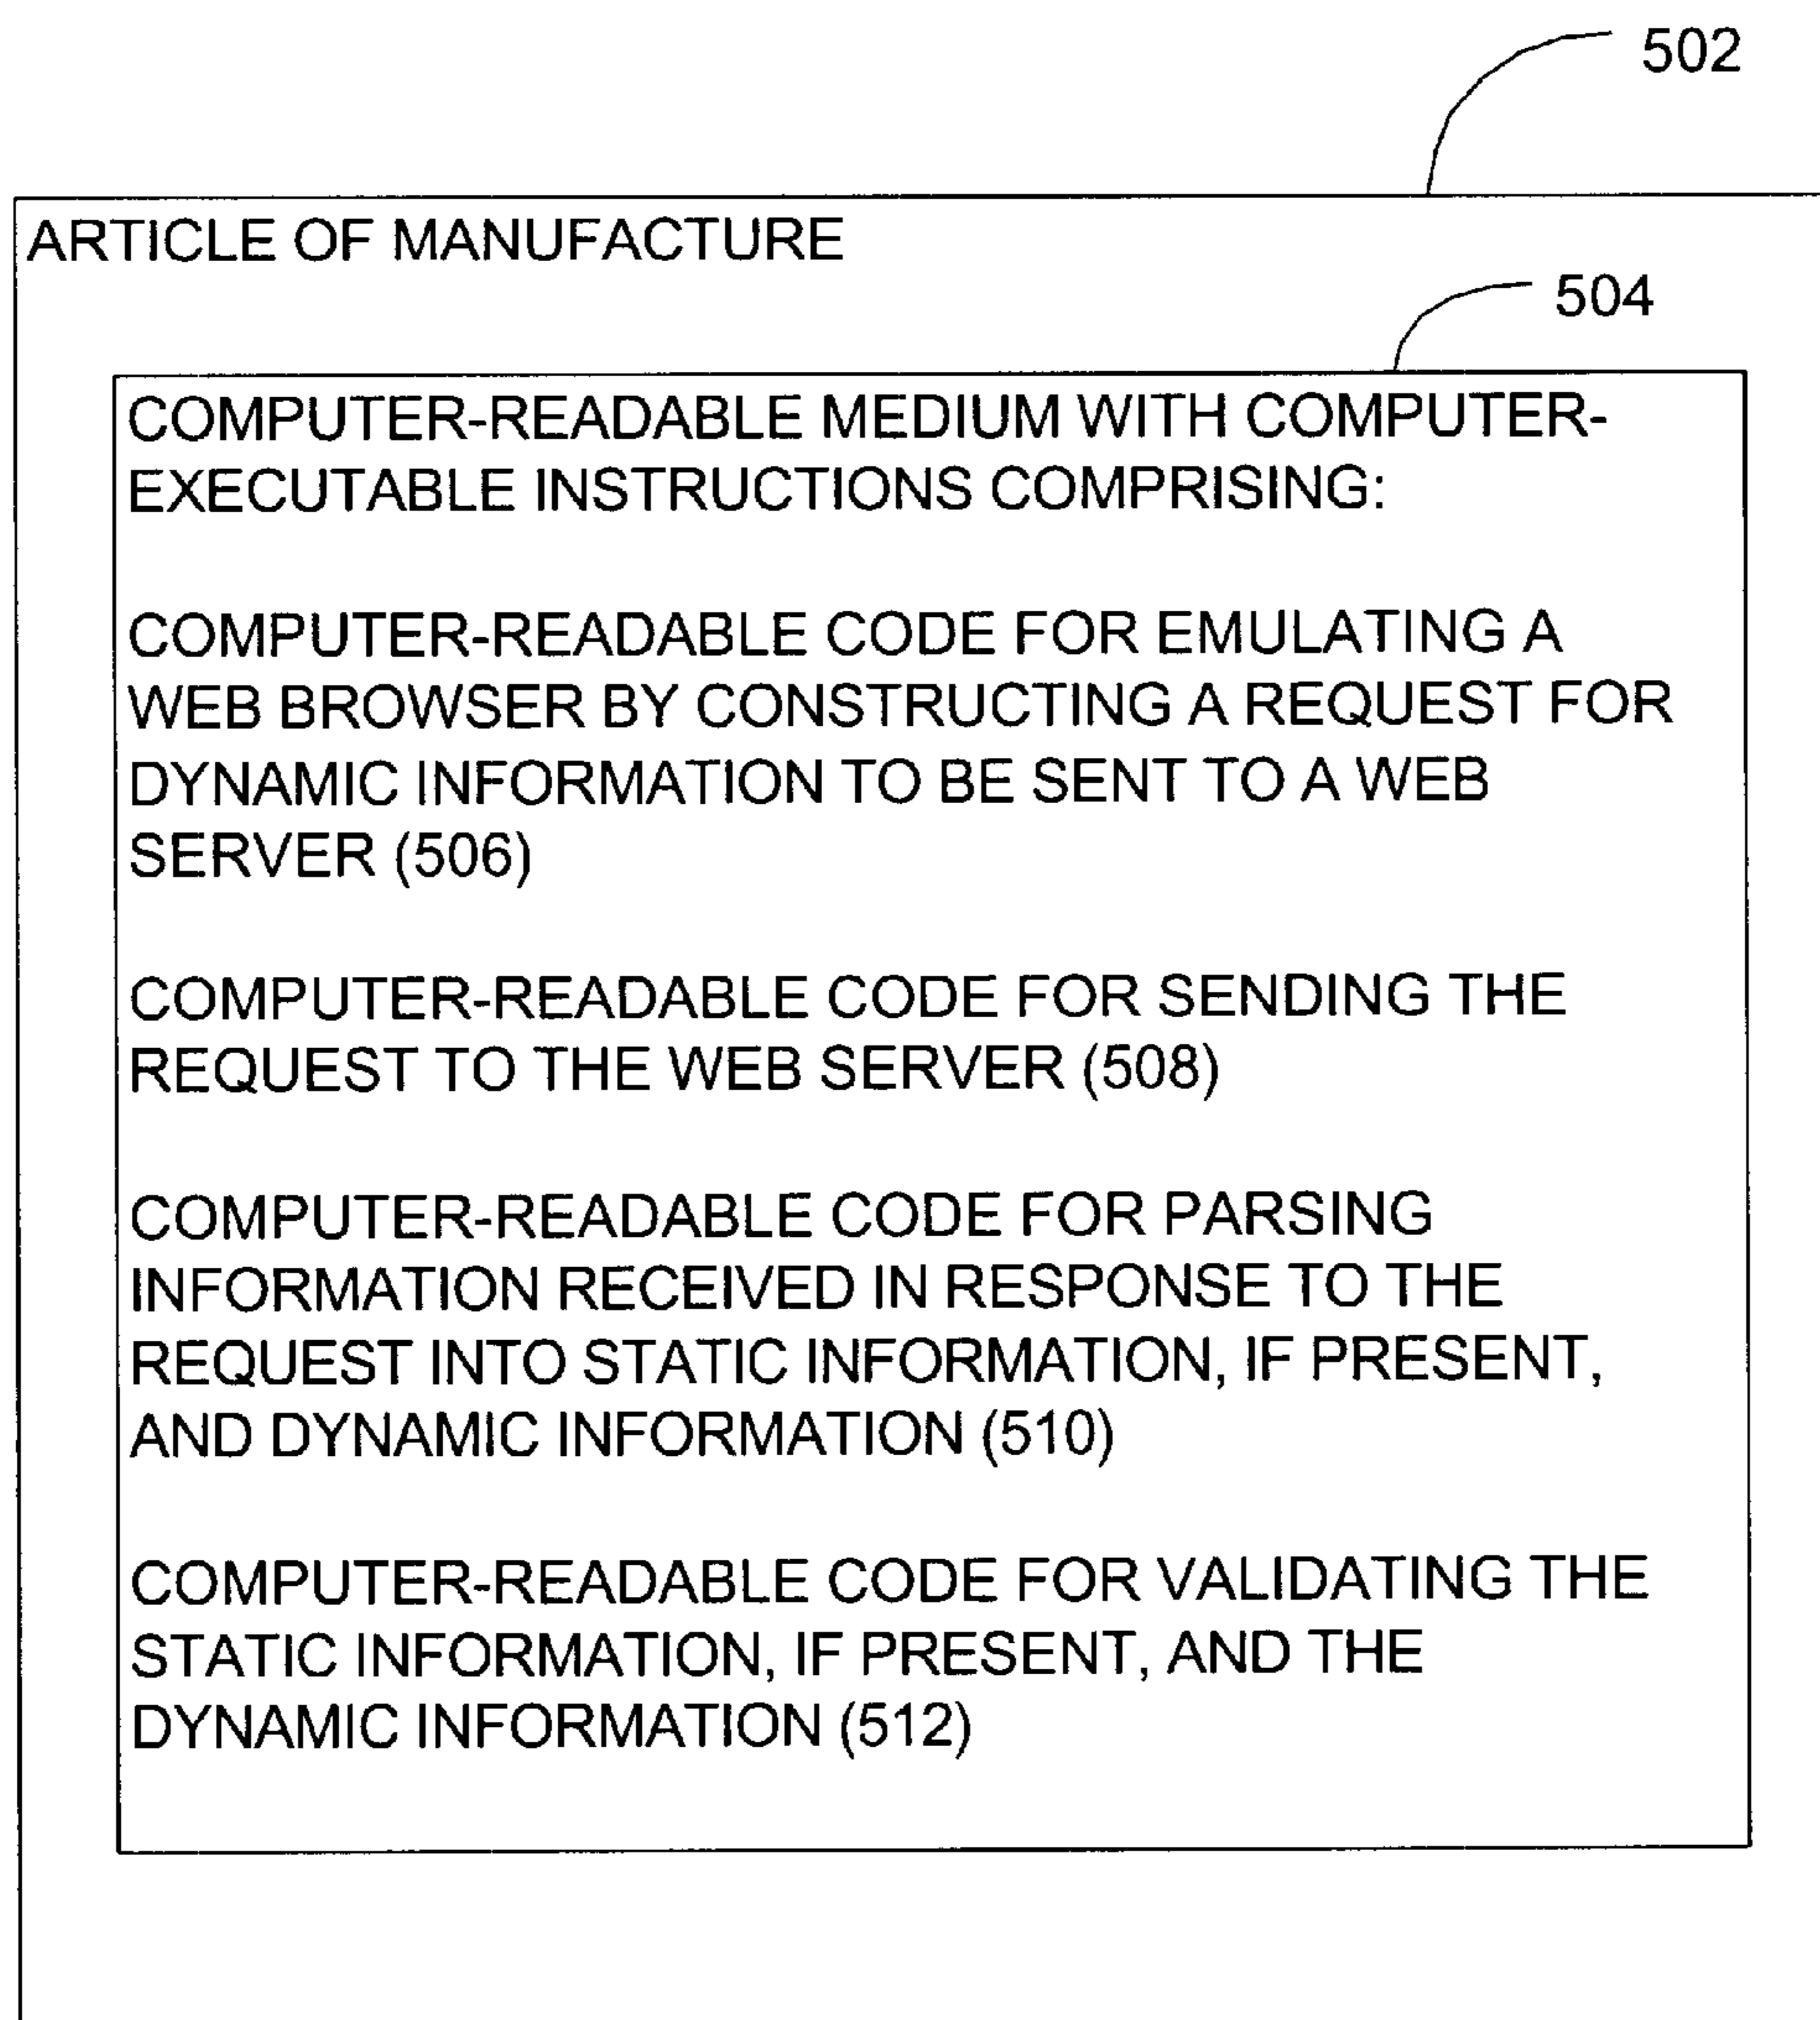 502
ARTICLE OF MANUFACTURE
504
COMPUTER-READABLE MEDIUM WITH COMPUTER-
EXECUTABLE INSTRUCTIONS COMPRISING:
COMPUTER-READABLE CODE FOR EMULATING A
WEB BROWSER BY CONSTRUCTING A REQUEST FOR
DYNAMIC INFORMATION TO BE SENT TO A WEB
SERVER (506)
COMPUTER-READABLE CODE FOR SENDING THE
REQUEST TO THE WEB SERVER (508)
COMPUTER-READABLE CODE FOR PARSING
INFORMATION RECEIVED IN RESPONSE TO THE
REQUEST INTO STATIC INFORMATION, IF PRESENT,
AND DYNAMIC INFORMATION (510)
COMPUTER-READABLE CODE FOR VALIDATING THE
STATIC INFORMATION, IF PRESENT, AND THE
DYNAMIC INFORMATION (512)